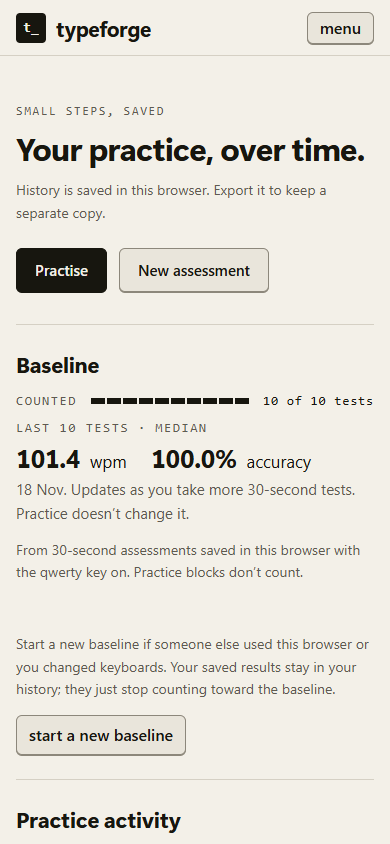 t_ typeforge menu
SMALL STEPS, SAVED
Your practice, over time.
History is saved in this browser. Export it to keep a
separate copy.
Practise New assessment
Baseline
COUNTED 10 of 10 tests
LAST 10 TESTS · MEDIAN
101.4 wpm 100.0% accuracy
18 Nov. Updates as you take more 30-second tests.
Practice doesn’t change it.
From 30-second assessments saved in this browser with
the qwerty key on. Practice blocks don’t count.
Start a new baseline if someone else used this browser or
you changed keyboards. Your saved results stay in your
history; they just stop counting toward the baseline.
start a new baseline
Practice activity